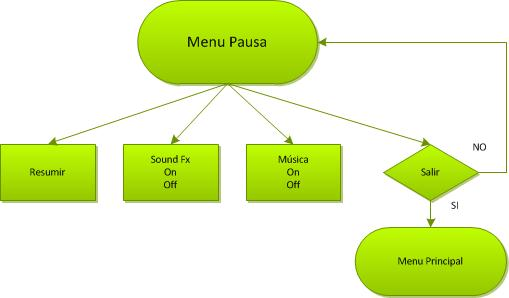 Menu Pausa
Resumir
Sound Fx
On
Off
Música
On
Off
Salir
NO
SI
Menu Principal